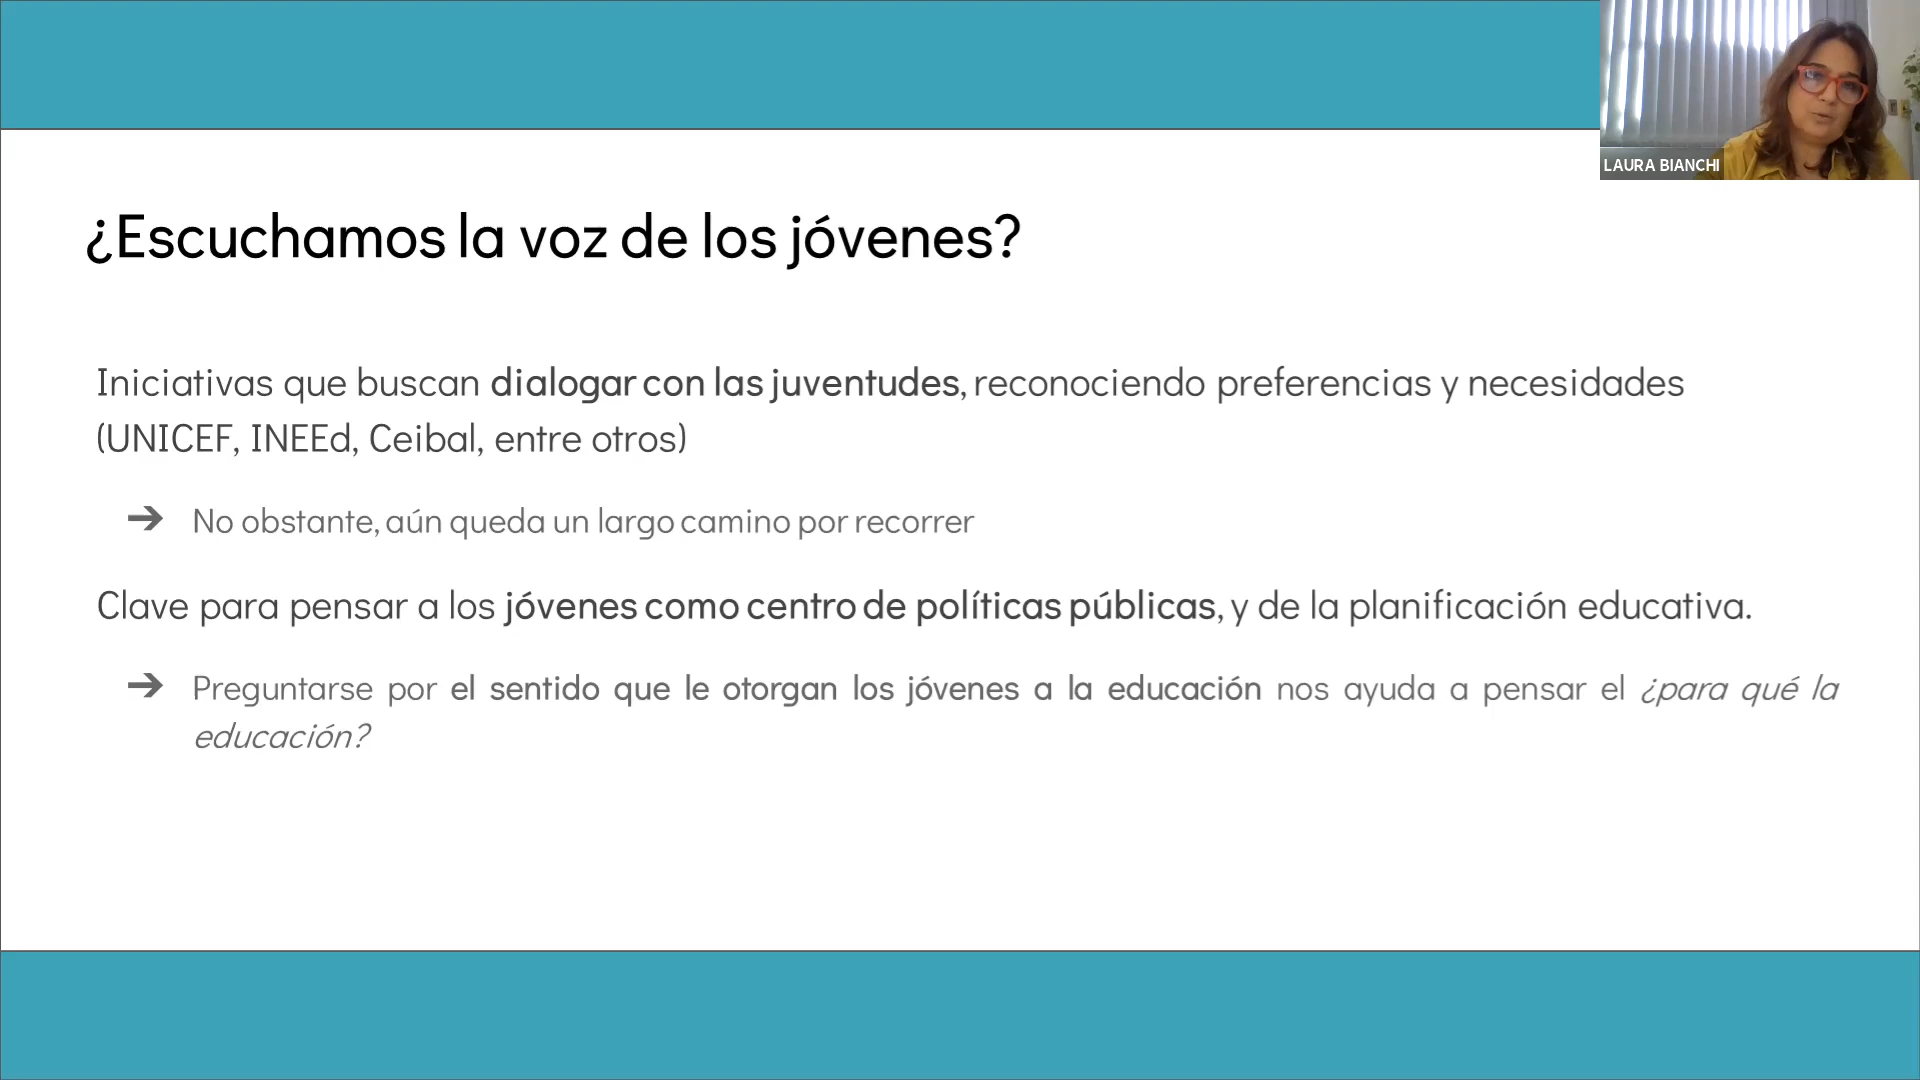 LAURA BIANCHI
¿Escuchamos la voz de los jóvenes?
Iniciativas que buscan dialogar con las juventudes, reconociendo preferencias y necesidades
(UNICEF, INEEd, Ceibal, entre otros)
➔ No obstante, aún queda un largo camino por recorrer
Clave para pensar a los jóvenes como centro de políticas públicas, y de la planificación educativa.
➔ Preguntarse por el sentido que le otorgan los jóvenes a la educación nos ayuda a pensar el ¿para qué la
educación?